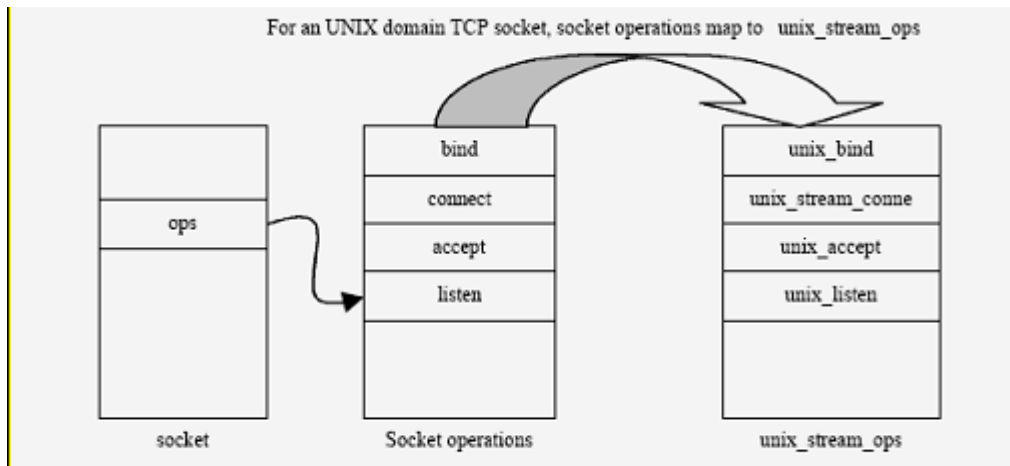 For an UNIX domain TCP socket, socket operations map to unix_stream_ops
ops
bind
connect
accept
listen
unix_bind
unix_stream_conne
unix_accept
unix_listen
socket
Socket operations
unix_stream_ops